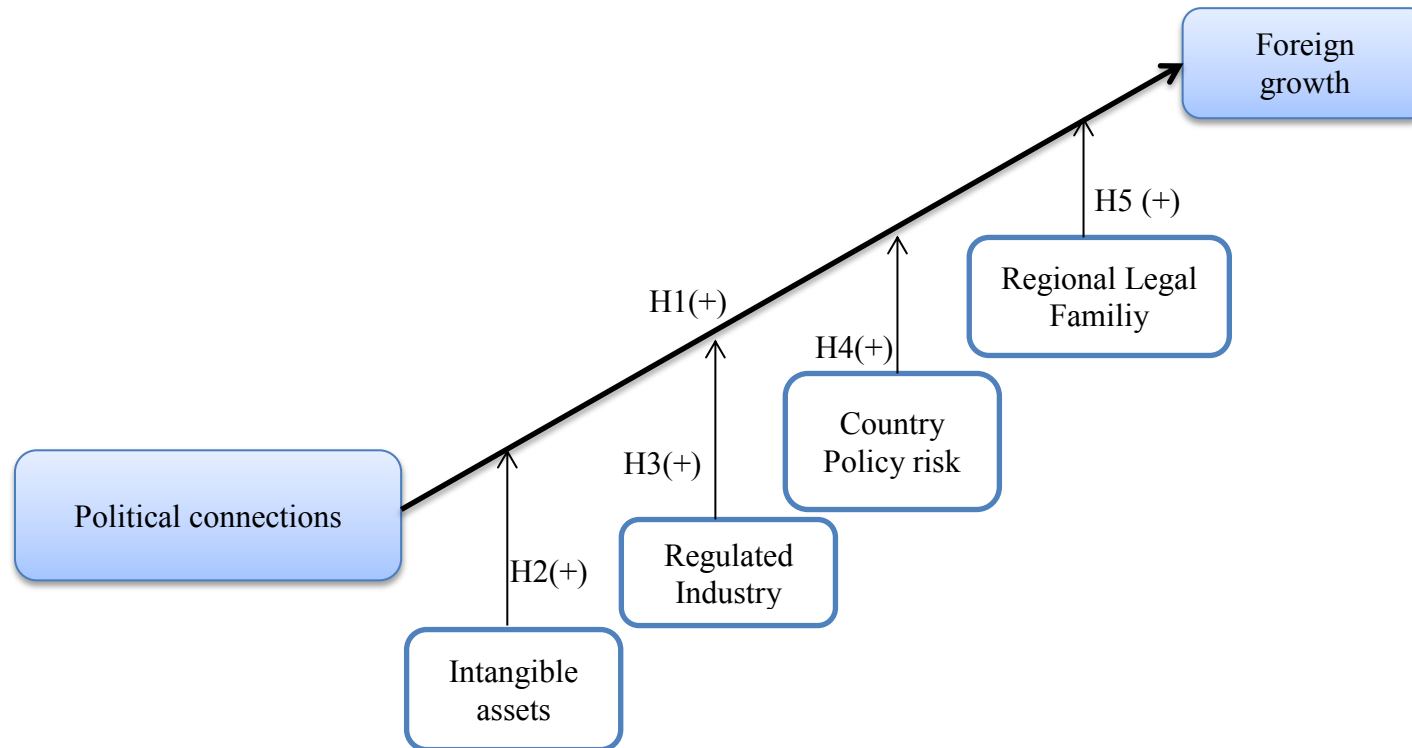 Foreign
growth
H5 (+)
Regional Legal
Familiy
H1(+)
H4(+)
Country
Policy risk
H3(+)
Political connections
Regulated
Industry
H2(+)
Intangible
assets